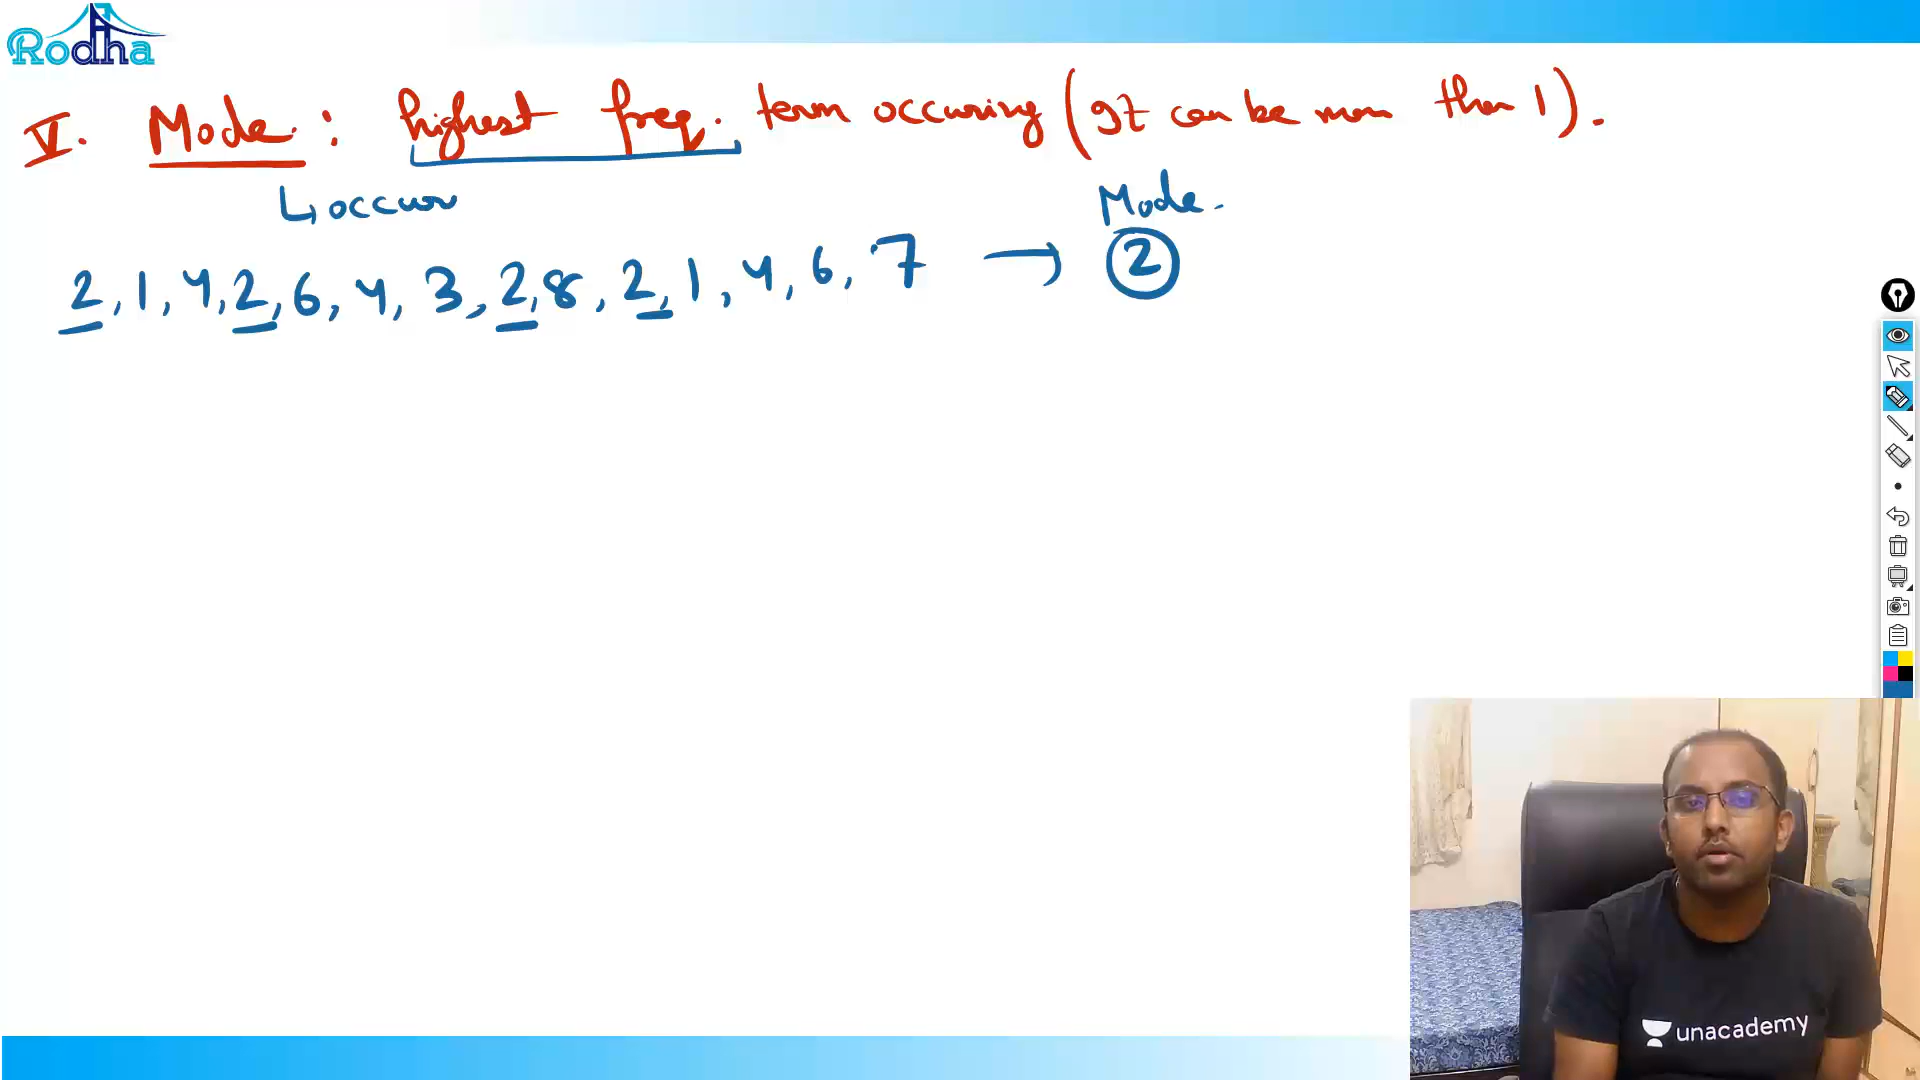 Rodha
V. Mode : highest freq. term occuring (It can be more than 1).
↳ occurs
Mode.
2, 1, 4, 2, 6, 4, 3, 2, 8, 2, 1, 4, 6, 7 → 2
unacademy